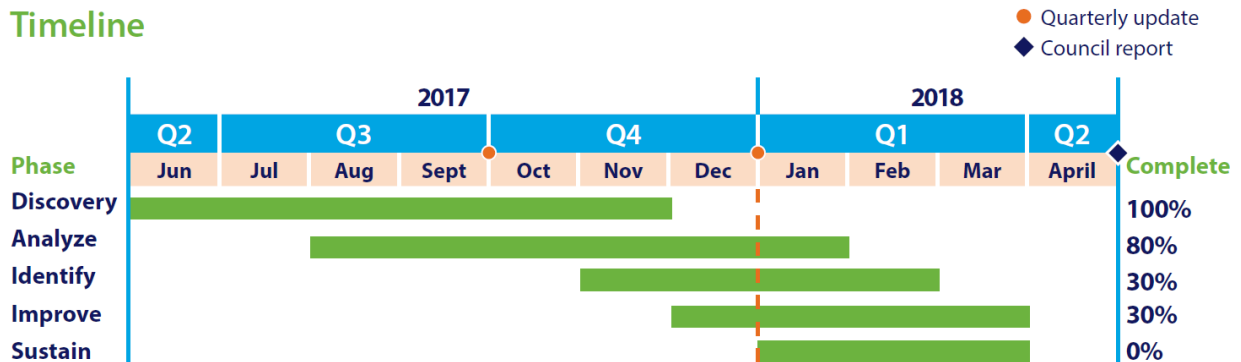 Timeline
Quarterly update
Council report
2017 2018
Q2 Q3 Q4 Q1 Q2
Phase Jun Jul Aug Sept Oct Nov Dec Jan Feb Mar April Complete
Discovery 100%
Analyze 80%
Identify 30%
Improve 30%
Sustain 0%